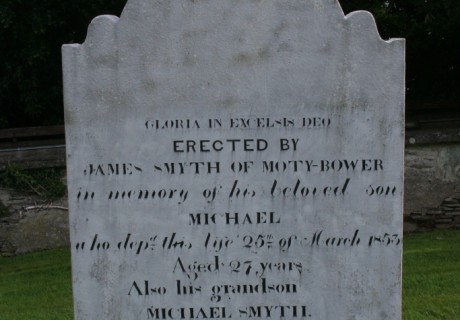 GLORIA IN EXCELSIS DEO
ERECTED BY
JAMES SMYTH OF MOTY-BOWER
in memory of his beloved son
MICHAEL
who depd. this life 25th. of March 1853
Aged 27 years
Also his grandson
MICHAEL SMYTH.